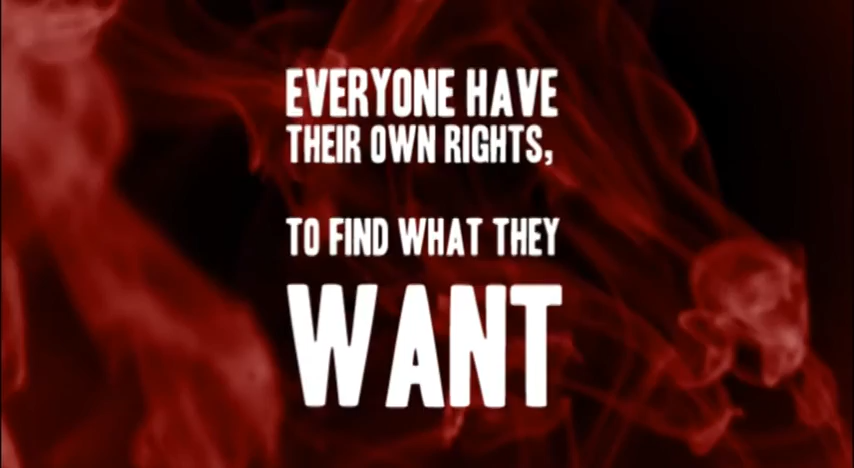 EVERYONE HAVE
THEIR OWN RIGHTS,
TO FIND WHAT THEY
WANT